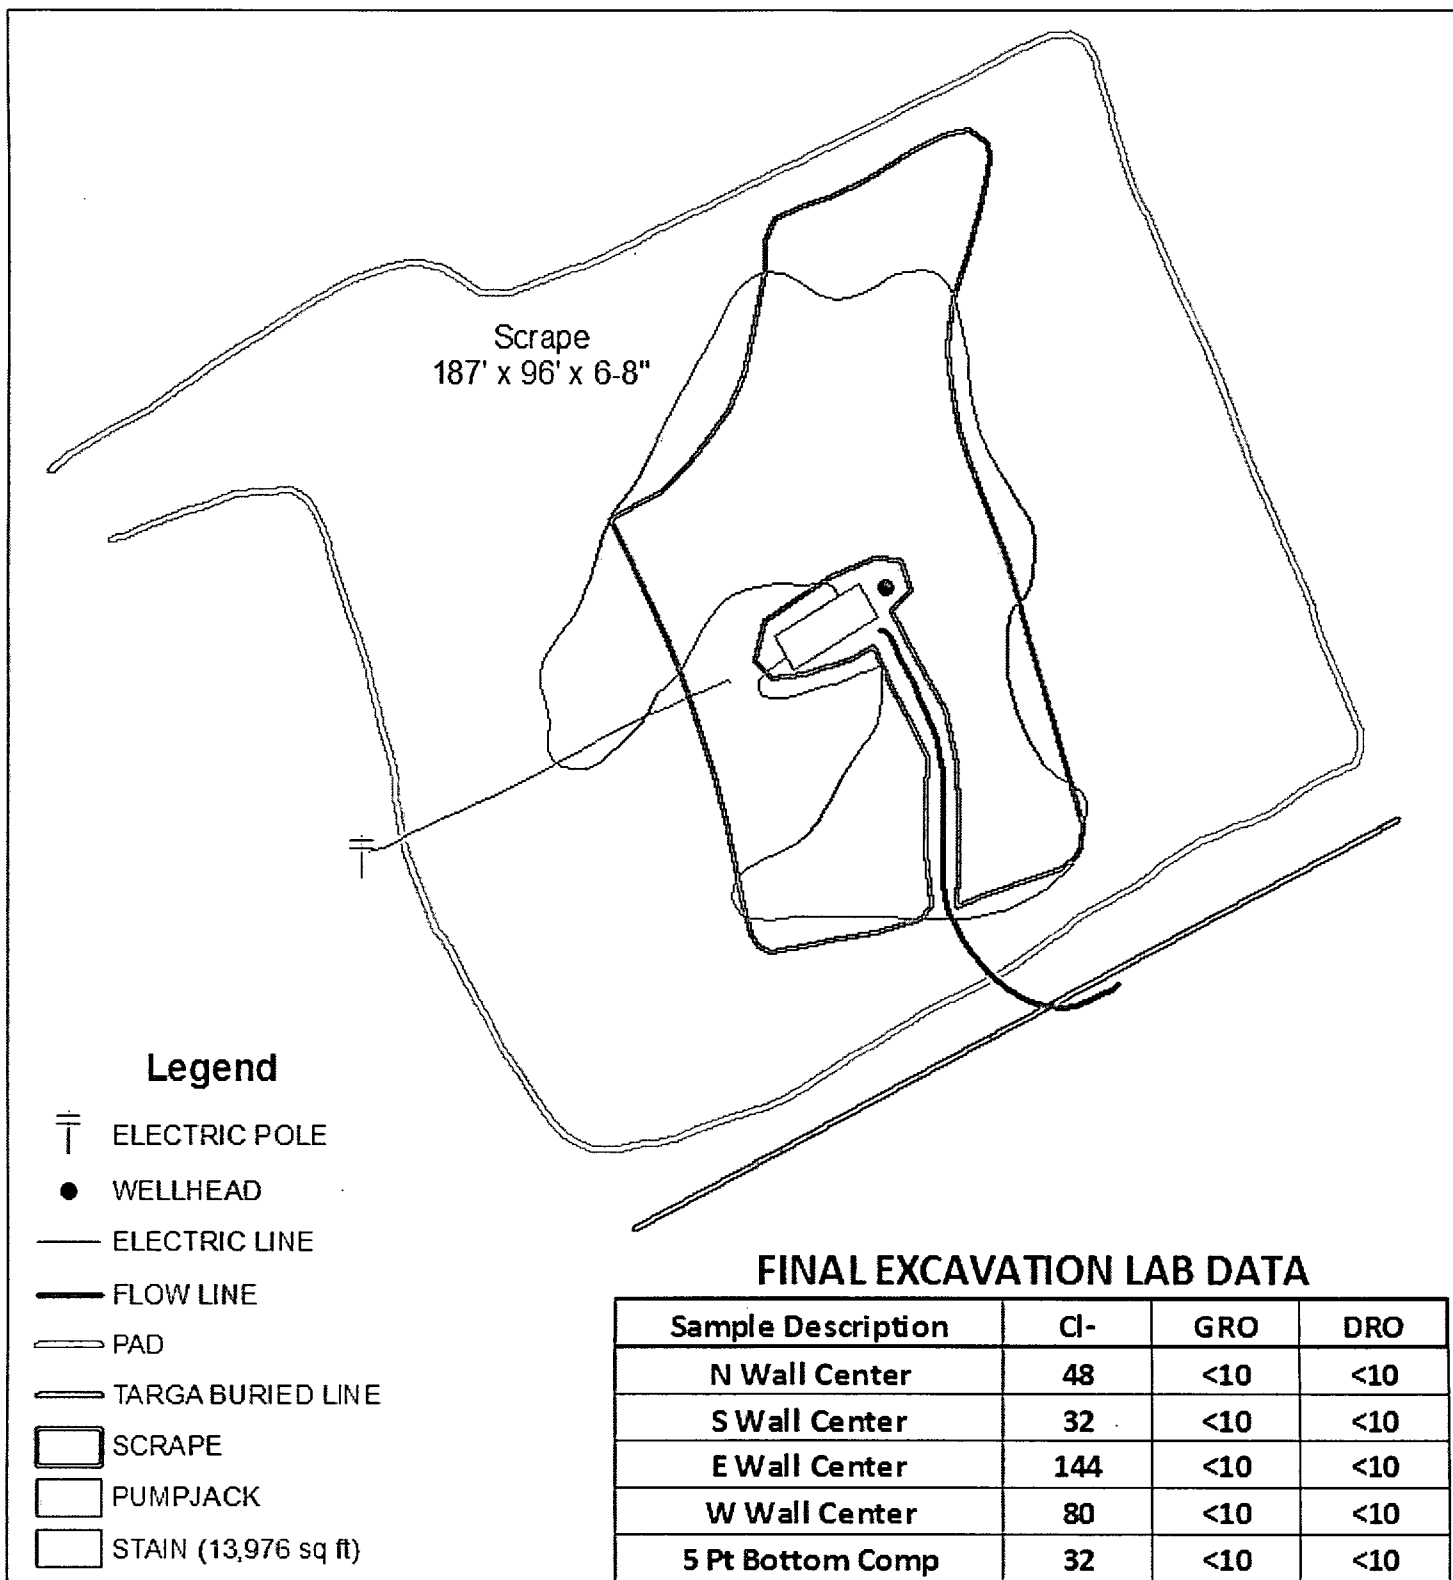 Scrape
187' x 96' x 6-8"
Legend
ELECTRIC POLE
WELLHEAD
ELECTRIC LINE
FLOW LINE
PAD
TARGA BURIED LINE
SCRAPE
PUMPJACK
STAIN (13,976 sq ft)
FINAL EXCAVATION LAB DATA
Sample Description Cl- GRO DRO
N Wall Center 48 <10 <10
S Wall Center 32 <10 <10
E Wall Center 144 <10 <10
W Wall Center 80 <10 <10
5 Pt Bottom Comp 32 <10 <10